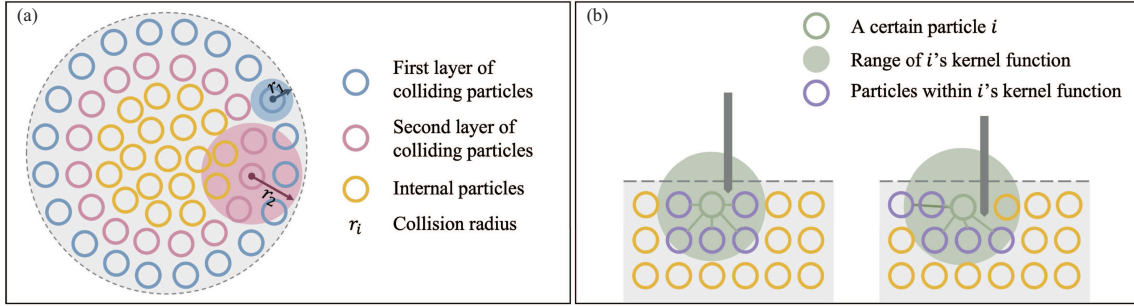 (a)
r1
r2
First layer of
colliding particles
Second layer of
colliding particles
Internal particles
ri Collision radius
(b)
A certain particle i
Range of i's kernel function
Particles within i's kernel function